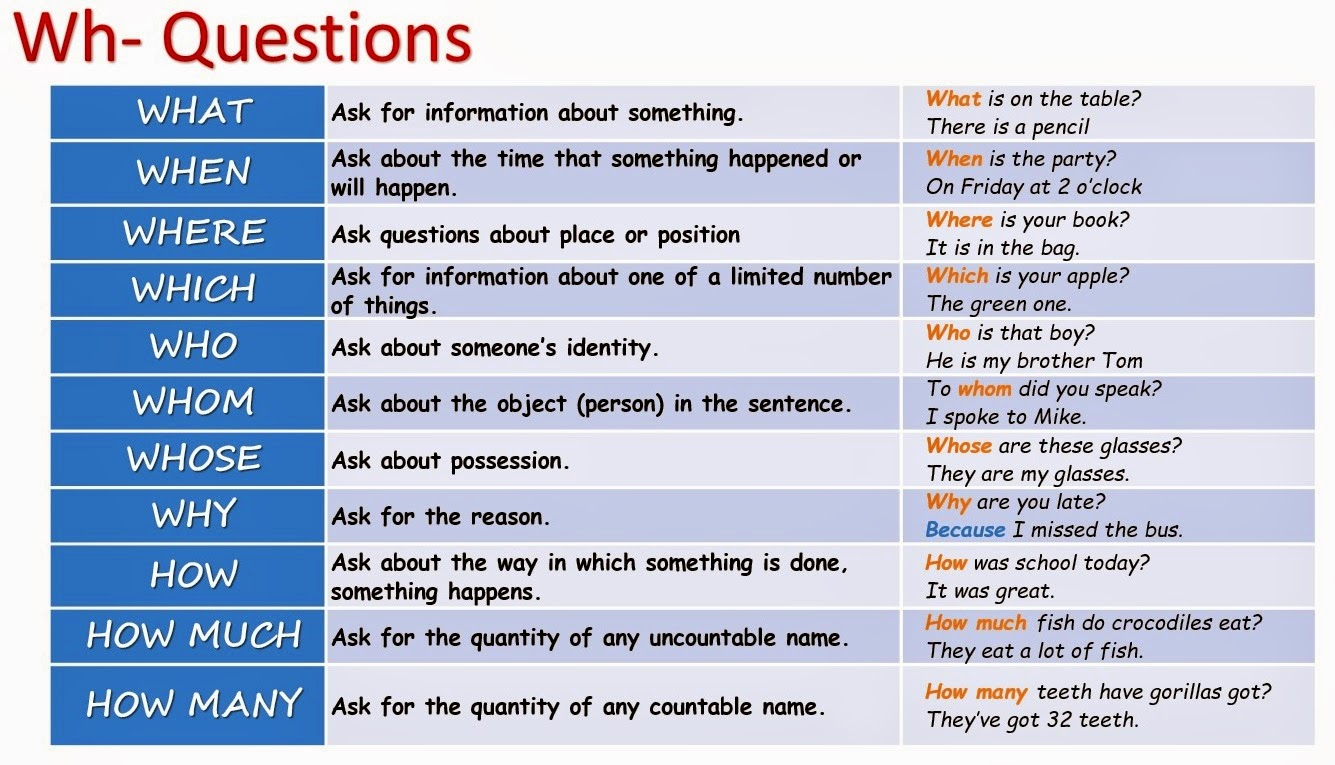 Wh- Questions
WHAT
Ask for information about something.
What is on the table?
There is a pencil
WHEN
Ask about the time that something happened or
will happen.
When is the party?
On Friday at 2 o’clock
WHERE
Ask questions about place or position
Where is your book?
It is in the bag.
WHICH
Ask for information about one of a limited number
of things.
Which is your apple?
The green one.
WHO
Ask about someone’s identity.
Who is that boy?
He is my brother Tom
WHOM
Ask about the object (person) in the sentence.
To whom did you speak?
I spoke to Mike.
WHOSE
Ask about possession.
Whose are these glasses?
They are my glasses.
WHY
Ask for the reason.
Why are you late?
Because I missed the bus.
HOW
Ask about the way in which something is done,
something happens.
How was school today?
It was great.
HOW MUCH
Ask for the quantity of any uncountable name.
How much fish do crocodiles eat?
They eat a lot of fish.
HOW MANY
Ask for the quantity of any countable name.
How many teeth have gorillas got?
They’ve got 32 teeth.